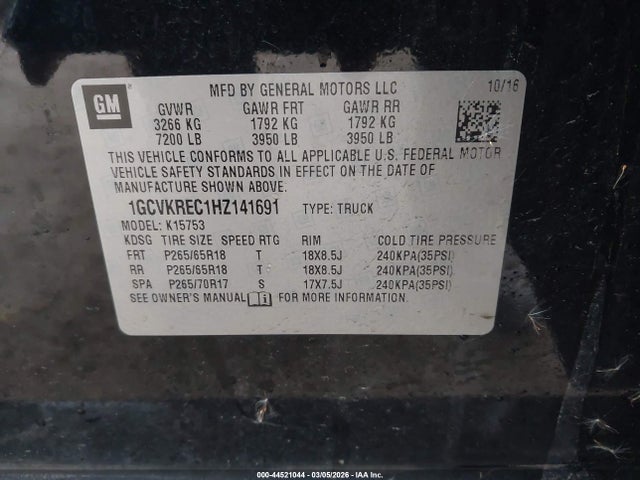 GM
MFD BY GENERAL MOTORS LLC 10/16
GVWR GAWR FRT GAWR RR
3266 KG 1792 KG 1792 KG
7200 LB 3950 LB 3950 LB
THIS VEHICLE CONFORMS TO ALL APPLICABLE U.S. FEDERAL MOTOR
VEHICLE SAFETY STANDARDS IN EFFECT ON THE DATE OF
MANUFACTURE SHOWN ABOVE.
1GCVKREC1HZ141691 TYPE: TRUCK
MODEL: K15753
KDSG TIRE SIZE SPEED RTG RIM COLD TIRE PRESSURE
FRT P265/65R18 T 18X8.5J 240KPA(35PSI)
RR P265/65R18 T 18X8.5J 240KPA(35PSI)
SPA P265/70R17 S 17X7.5J 240KPA(35PSI)
SEE OWNER'S MANUAL FOR ADDITIONAL INFORMATION.
000-44521044 - 03/05/2026 - IAA Inc.